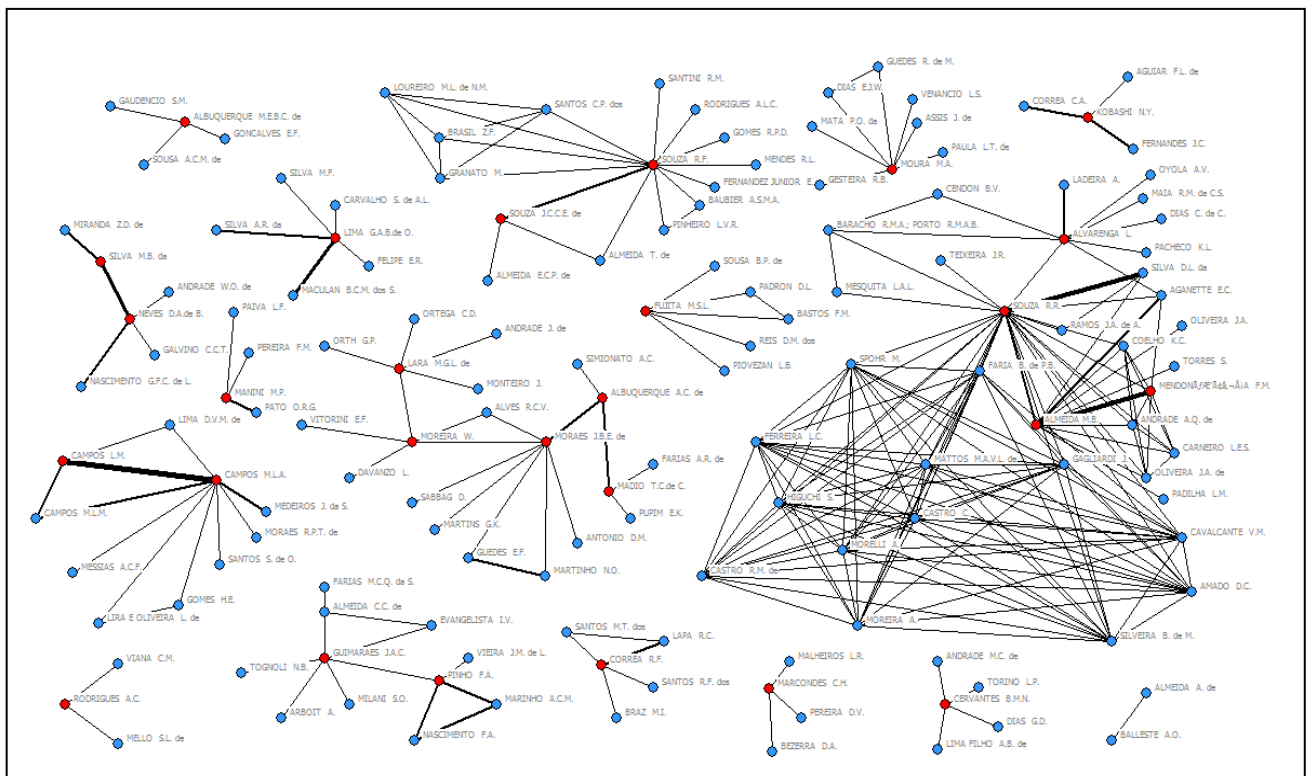 GUEDES R. de M.
SANTINI R.M.
AGUIAR F.L. de
DIAS E.J.W.
LOUREIRO M.L. de N.M.
GAUDENCIO S.M.
SANTOS C.P. dos
RODRIGUES A.L.C.
VENANCIO L.S.
CORREA C.A.
KOBASHI N.Y.
ALBUQUERQUE M.E.B.C. de
ASSIS J. de
MATA P.O. da
GONCALVES E.F.
BRASIL Z.F.
GOMES R.P.D.
FERNANDES J.C.
PAULA L.T. de
SOUSA A.C.M. de
SOUZA R.F.
MENDES R.L.
MOURA M.A.
OYOLA A.V.
SILVA M.F.
GRANATO M.
FERNANDEZ JUNIOR E.
GESTEIRA R.B.
CENDON B.V.
LADEIRA A.
MAIA R.M. da C.S.
CARVALHO S. de A.L.
BAUBIER A.S.M.A.
DIAS C. da C.
SOUZA J.C.C.E. de
MIRANDA Z.D. de
SILVA A.R. da
LIMA G.A.B.de O.
PINHEIRO L.V.R.
BARACHO R.M.A.; PORTO R.M.A.B.
ALVARENGA L.
PACHECO K.L.
SILVA M.B. da
FELIPE E.R.
ALMEIDA T. de
SOUSA B.P. de
TEIXEIRA J.R.
SILVA D.L. da
ALMEIDA E.C.P. de
ANDRADE W.O. de
MACULAN B.C.M. dos S.
PADRON D.L.
MESQUITA L.A.L.
AGANETTE E.C.
PAIVA L.F.
FUJITA M.S.L.
SOUZA R.R.
NEVES D.A.de B.
ORTEGA C.D.
BASTOS F.M.
RAMOS J.A. de A.
OLIVEIRA J.A.
ANDRADE J. de
GALVINO C.C.T.
PEREIRA F.M.
ORTH G.P.
REIS D.M. dos
COELHO K.C.
LARA M.G.L. de
SIMIONATO A.C.
PIOVEZAN L.B.
SPOHR M.
FARIA B. de P.B.
TORRES S.
NASCIMENTO G.F.C. de L.
MONTEIRO J.
MENDONÃƒÆ’Ã¢â‚¬Å¡A F.M.
MANINI M.P.
ALBUQUERQUE A.C. de
PATO O.R.G.
LIMA D.V.M. de
VITORINI E.F.
ALVES R.C.V.
ALMEIDA M.B.
ANDRADE A.Q. de
MOREIRA W.
MORAES J.B.E. de
FERREIRA L.C.
CAMPOS L.M.
CARNEIRO L.E.S.
DAVANZO L.
FARIAS A.R. de
MATTOS M.A.V.L. de
GAGLIARDI J.
CAMPOS M.L.A.
OLIVEIRA J.A. de
MADIO T.C.de C.
SABBAG D.
HIGUCHI S.
PADILHA L.M.
MEDEIROS J. da S.
CAMPOS M.L.M.
PUPIM E.K.
CASTRO C.
MARTINS G.K.
MORAES R.P.T. de
ANTONIO D.M.
CAVALCANTE V.M.
MORELLI A.
GUEDES E.F.
SANTOS S. de O.
MESSIAS A.C.F.
MARTINHO N.O.
CASTRO R.M. de
FARIAS M.C.Q. da S.
AMADO D.C.
GOMES H.E.
ALMEIDA C.C. de
LIRA E OLIVEIRA L. de
EVANGELISTA I.V.
SANTOS M.T. dos
MOREIRA A.
LAPA R.C.
SILVEIRA B. de M.
VIANA C.M.
GUIMARAES J.A.C.
VIEIRA J.M. de L.
CORREA R.F.
MALHEIROS L.R.
ANDRADE M.C. de
TOGNOLI N.B.
PINHO F.A.
SANTOS R.F. dos
MARCONDES C.H.
TORINO L.P.
ALMEIDA A. de
RODRIGUES A.C.
MILANI S.O.
MARINHO A.C.M.
CERVANTES B.M.N.
ARBOIT A.
BRAZ M.I.
PEREIRA D.V.
DIAS G.D.
MELLO S.L. de
NASCIMENTO F.A.
BEZERRA D.A.
LIMA FILHO A.B. de
BALLESTE A.O.